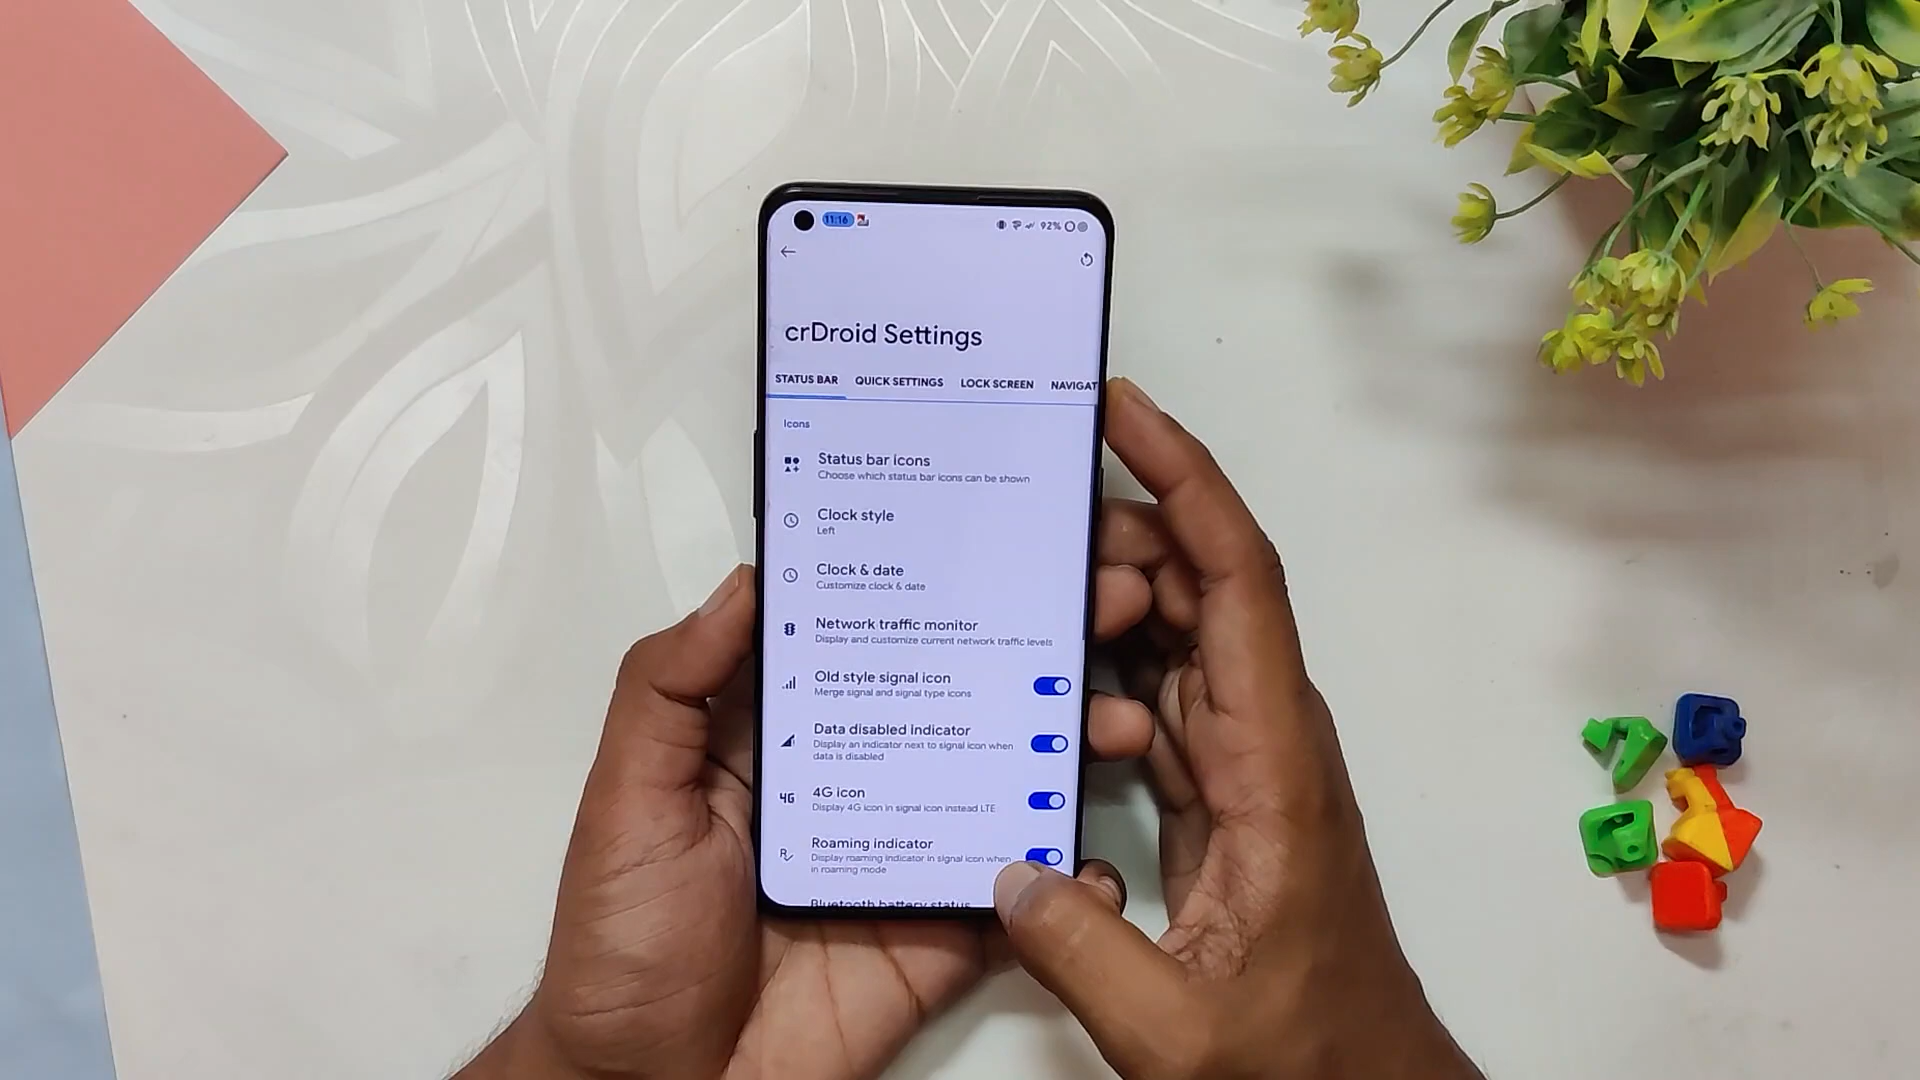 11:16
92%
crDroid Settings
STATUS BAR QUICK SETTINGS LOCK SCREEN NAVIGAT
Icons
Status bar icons
Choose which status bar icons can be shown
Clock style
Left
Clock & date
Customize clock & date
Network traffic monitor
Display and customize current network traffic levels
Old style signal icon
Merge signal and signal type icons
Data disabled indicator
Display an indicator next to signal icon when
data is disabled
4G
4G icon
Display 4G icon in signal icon instead LTE
Roaming indicator
Display roaming indicator in signal icon when
in roaming mode
Bluetooth battery status